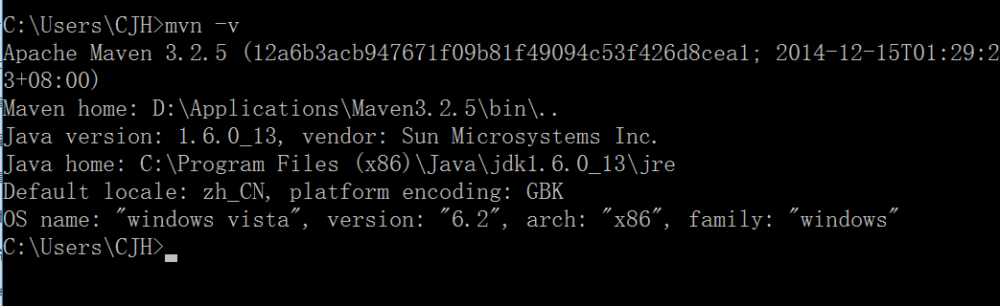 C:\Users\CJH>mvn -v
Apache Maven 3.2.5 (12a6b3acb947671f09b81f49094c53f426d8cea1; 2014-12-15T01:29:2
3+08:00)
Maven home: D:\Applications\Maven3.2.5\bin\..
Java version: 1.6.0_13, vendor: Sun Microsystems Inc.
Java home: C:\Program Files (x86)\Java\jdk1.6.0_13\jre
Default locale: zh_CN, platform encoding: GBK
OS name: "windows vista", version: "6.2", arch: "x86", family: "windows"
C:\Users\CJH>